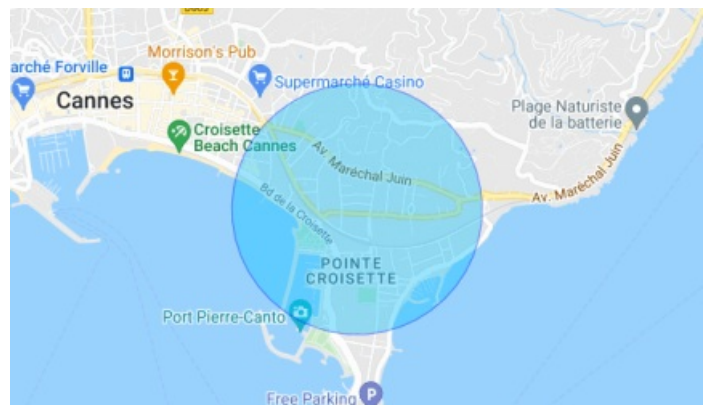 Morrison's Pub
arché Forville
Supermarché Casino
Cannes
Plage Naturiste
de la batterie
Croisette
Beach Cannes
Av. Maréchal Juin
Av. Maréchal Juin
Bd de la Croisette
POINTE
CROISETTE
Port Pierre-Canto
Free Parking
P